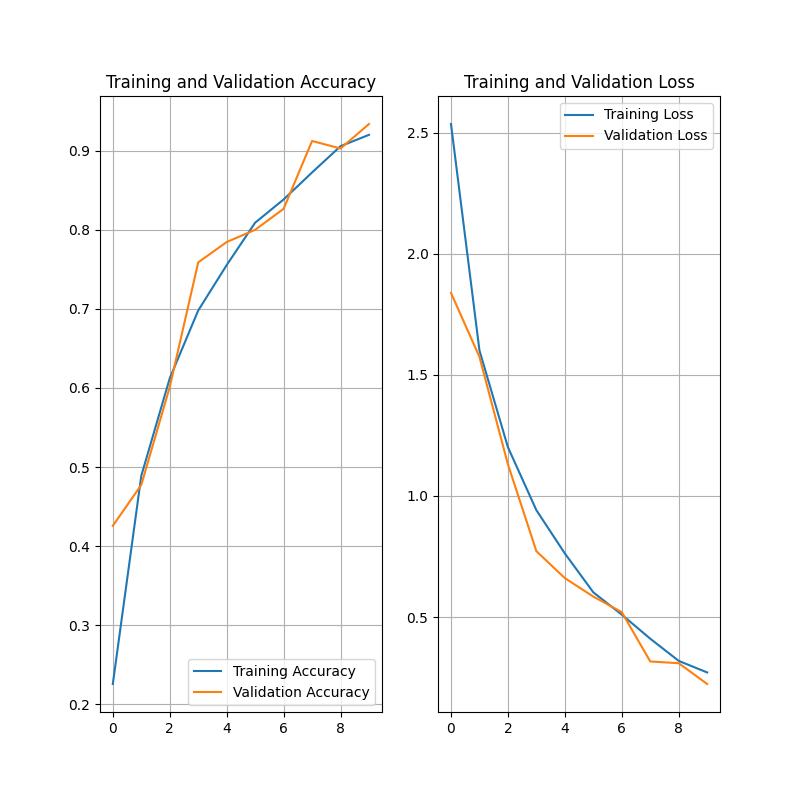 Training and Validation Accuracy
0.9
0.8
0.7
0.6
0.5
0.4
0.3
0.2
0 2 4 6 8
Training Accuracy
Validation Accuracy
Training and Validation Loss
2.5
2.0
1.5
1.0
0.5
0 2 4 6 8
Training Loss
Validation Loss